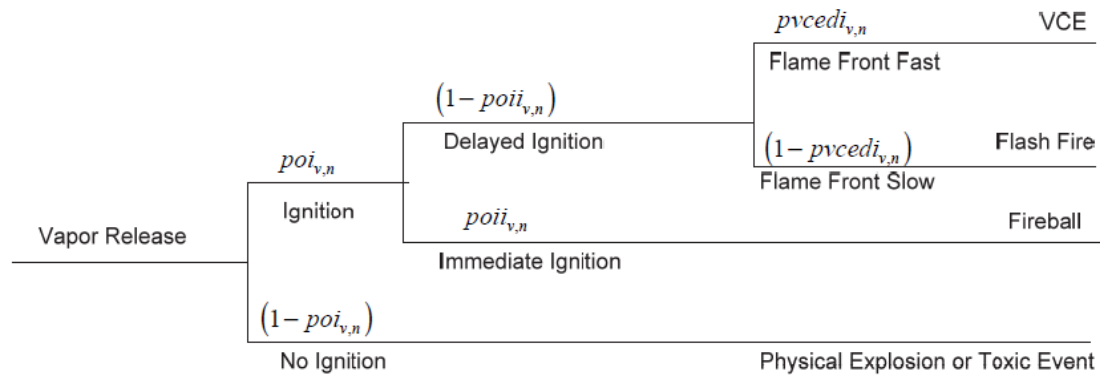 pvcedi_{v,n} VCE
Flame Front Fast
(1− poii_{v,n})
Delayed Ignition
(1− pvcedi_{v,n}) Flash Fire
Flame Front Slow
poi_{v,n}
Ignition
poii_{v,n} Fireball
Immediate Ignition
Vapor Release
(1− poi_{v,n})
No Ignition Physical Explosion or Toxic Event